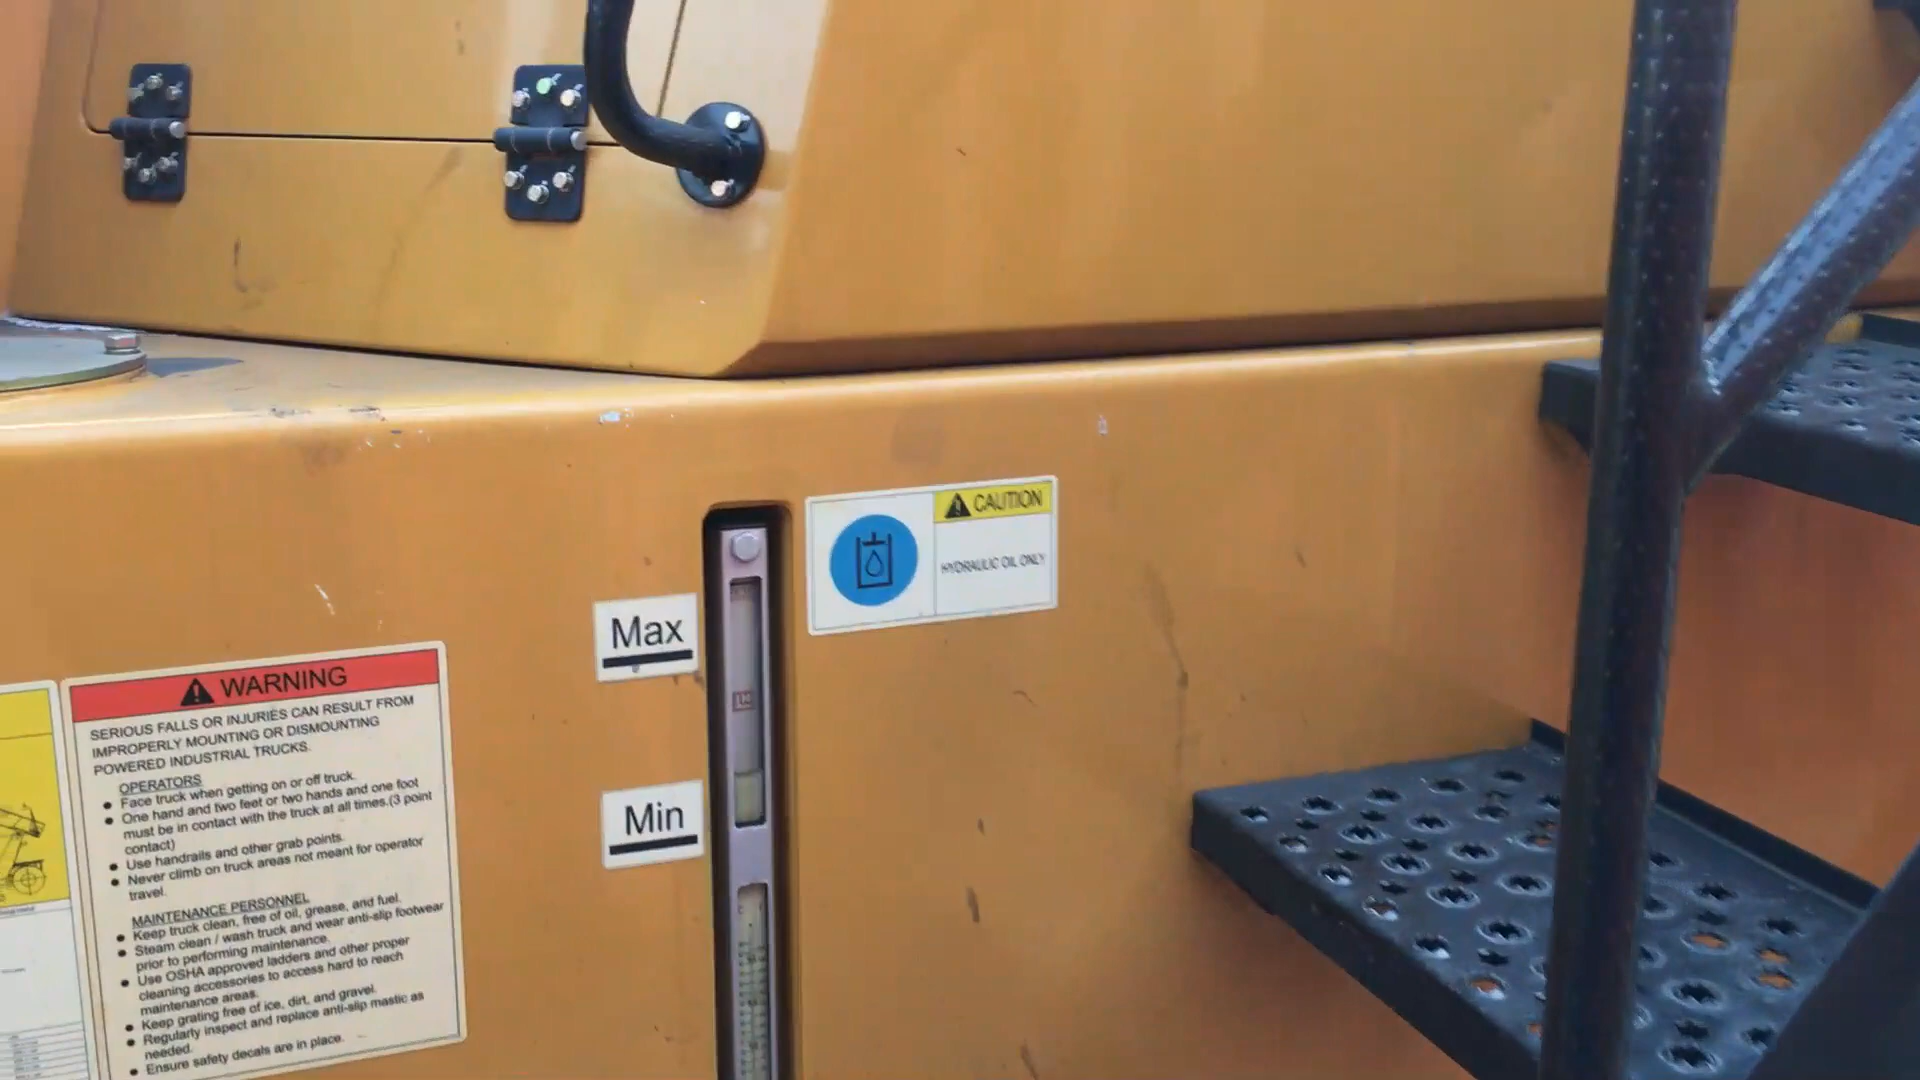 CAUTION
HYDRAULIC OIL ONLY
Max
Min
WARNING
SERIOUS FALLS OR INJURIES CAN RESULT FROM
IMPROPERLY MOUNTING OR DISMOUNTING
POWERED INDUSTRIAL TRUCKS.
OPERATORS
● Face truck when getting on or off truck.
● One hand and two feet or two hands and one foot
must be in contact with the truck at all times.(3 point
contact)
● Use handrails and other grab points.
● Never climb on truck areas not meant for operator
travel.
MAINTENANCE PERSONNEL
● Keep truck clean, free of oil, grease, and fuel.
● Steam clean / wash truck and wear anti-slip footwear
prior to performing maintenance.
● Use OSHA approved ladders and other proper
cleaning accessories to access hard to reach
maintenance areas.
● Keep grating free of ice, dirt, and gravel.
● Regularly inspect and replace anti-slip mastic as
needed.
● Ensure safety decals are in place.